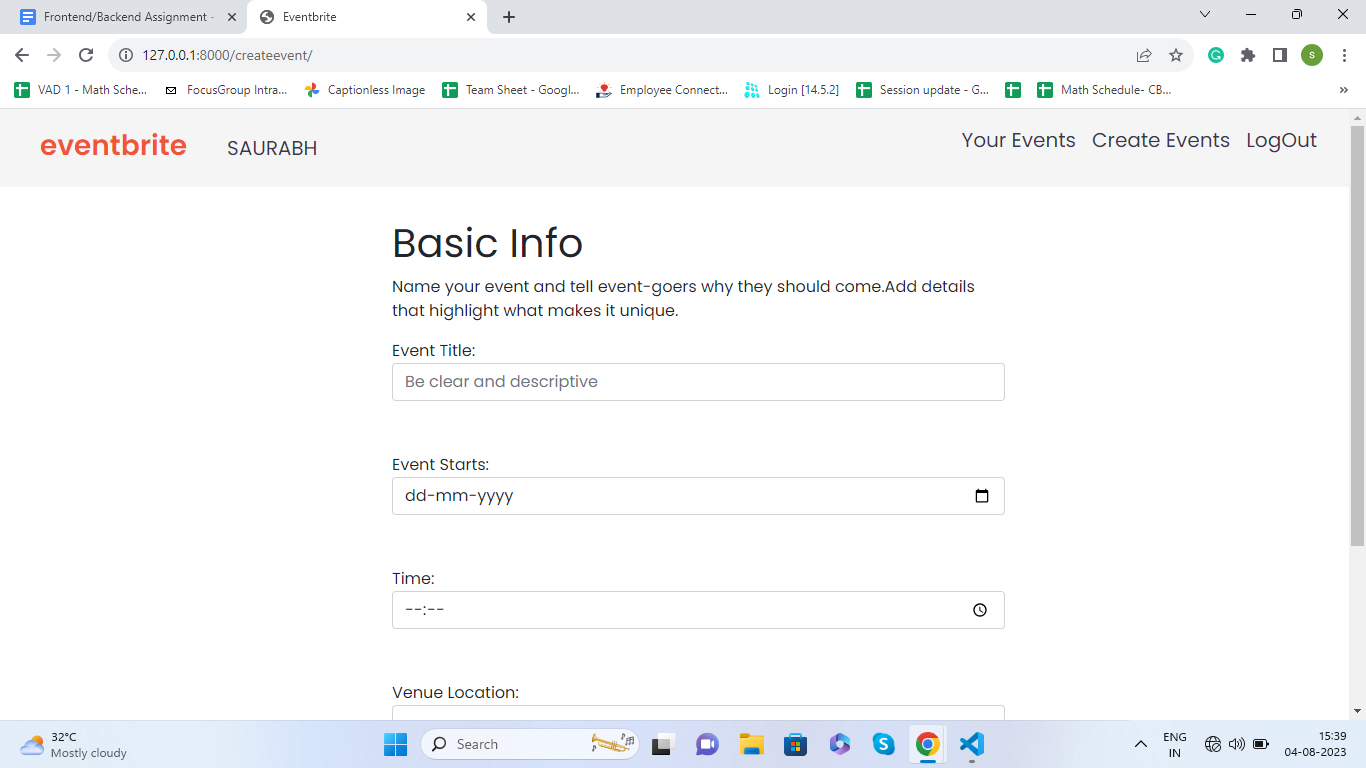 Frontend/Backend Assignment -
Eventbrite
127.0.0.1:8000/createevent/
S
VAD 1 - Math Sche...
FocusGroup Intra...
Captionless Image
Team Sheet - Googl...
Employee Connect...
Login [14.5.2]
Session update - G...
Math Schedule- CB...
»
eventbrite
SAURABH
Your Events
Create Events
LogOut
Basic Info
Name your event and tell event-goers why they should come.Add details
that highlight what makes it unique.
Event Title:
Be clear and descriptive
Event Starts:
dd-mm-yyyy
Time:
--:--
Venue Location:
32°C
Mostly cloudy
Search
ENG
IN
15:39
04-08-2023